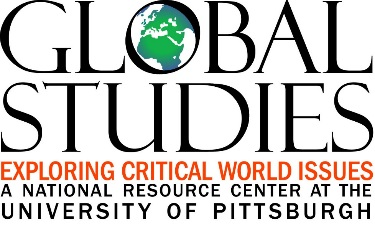 GLOBAL
STUDIES
EXPLORING CRITICAL WORLD ISSUES
A NATIONAL RESOURCE CENTER AT THE
UNIVERSITY OF PITTSBURGH